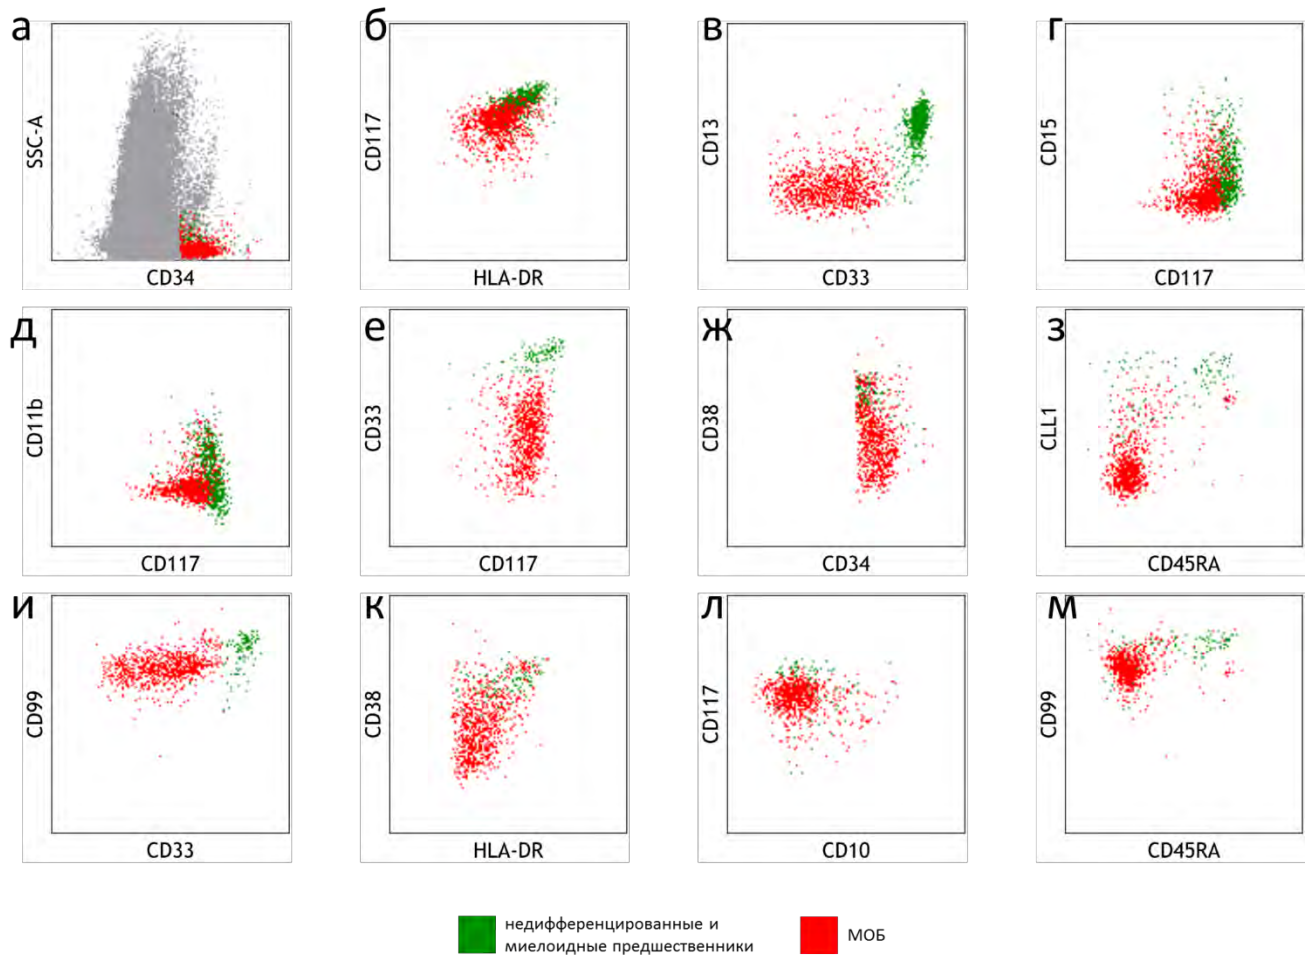 а
SSC-A
CD34
б
CD117
HLA-DR
в
CD13
CD33
г
CD15
CD117
д
CD11b
CD117
е
CD33
CD117
ж
CD38
CD34
з
CLL1
CD45RA
и
CD99
CD33
к
CD38
HLA-DR
л
CD117
CD10
м
CD99
CD45RA
недифференцированные и
миелоидные предшественники
МОБ